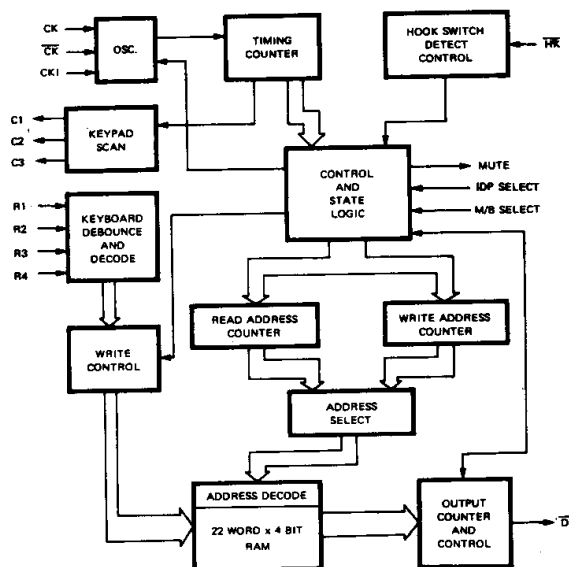 CK
CK
CKI
OSC.
TIMING
COUNTER
HOOK SWITCH
DETECT
CONTROL
HK
C1
C2
C3
KEYPAD
SCAN
CONTROL
AND
STATE
LOGIC
MUTE
IDP SELECT
M/B SELECT
R1
R2
R3
R4
KEYBOARD
DEBOUNCE
AND
DECODE
READ ADDRESS
COUNTER
WRITE ADDRESS
COUNTER
WRITE
CONTROL
ADDRESS
SELECT
ADDRESS DECODE
22 WORD x 4 BIT
RAM
OUTPUT
COUNTER
AND
CONTROL
D